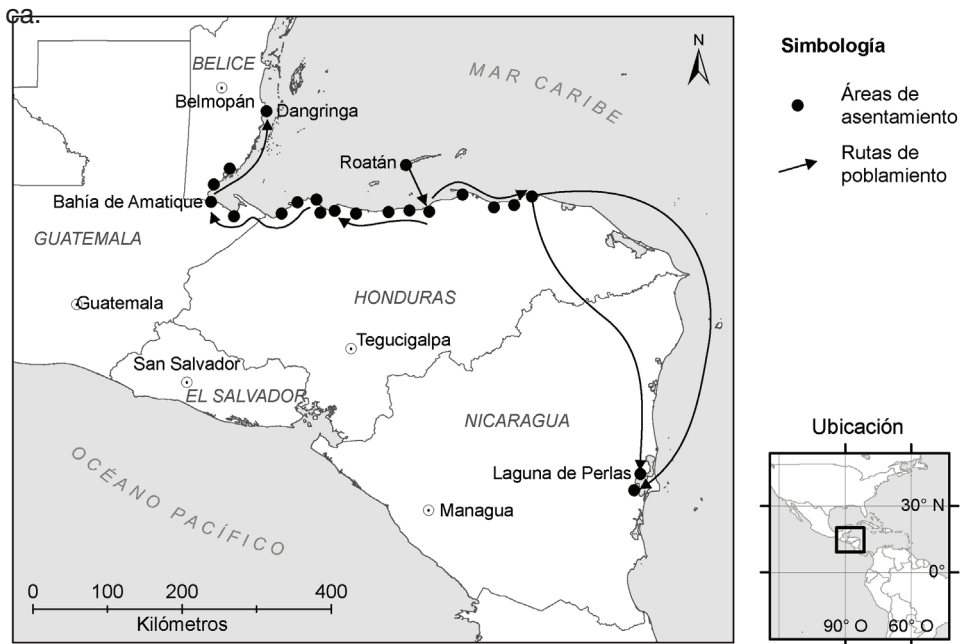 ca.
N
BELICE
Belmopán
Dangringa
MAR CARIBE
Roatán
Bahía de Amatique
GUATEMALA
Guatemala
HONDURAS
Tegucigalpa
San Salvador
EL SALVADOR
NICARAGUA
Laguna de Perlas
OCÉANO PACÍFICO
Managua
0 200 400
Kilómetros
Simbología
Áreas de
asentamiento
Rutas de
poblamiento
Ubicación
30° N
0°
90° O 60° O